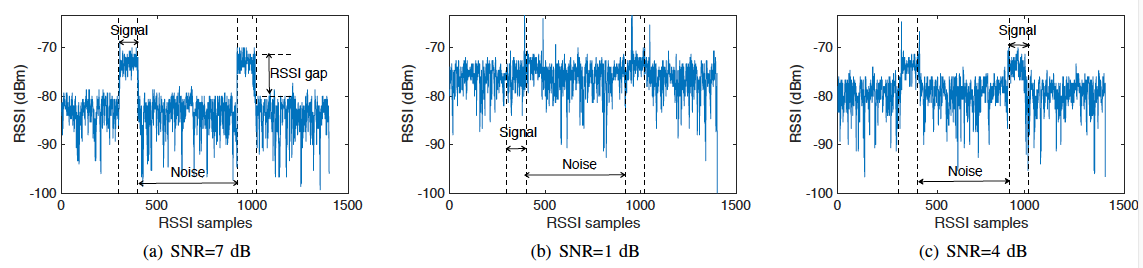 RSSI (dBm)
-70
-80
-90
-100
Signal
RSSI gap
Noise
0 500 1000 1500
RSSI samples
(a) SNR=7 dB
RSSI (dBm)
-70
-80
-90
-100
Signal
Noise
0 500 1000 1500
RSSI samples
(b) SNR=1 dB
RSSI (dBm)
-70
-80
-90
-100
Signal
Noise
0 500 1000 1500
RSSI samples
(c) SNR=4 dB